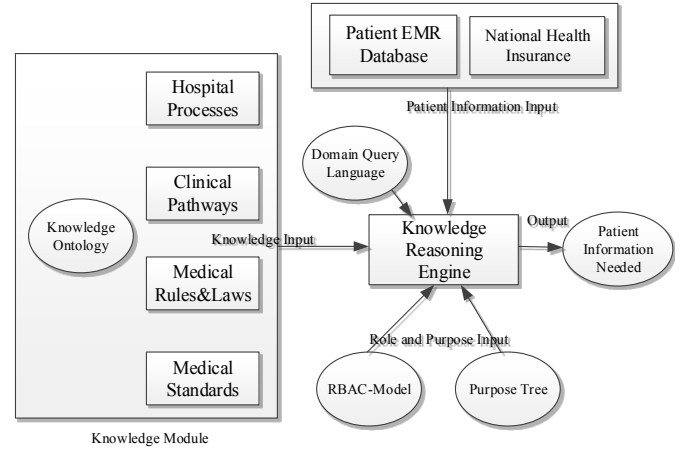 Patient EMR
Database
National Health
Insurance
Patient Information Input
Hospital
Processes
Clinical
Pathways
Knowledge
Ontology
Medical
Rules&Laws
Medical
Standards
Knowledge Module
Knowledge Input
Domain Query
Language
Knowledge
Reasoning
Engine
Output
Patient
Information
Needed
Role and Purpose Input
RBAC-Model
Purpose Tree